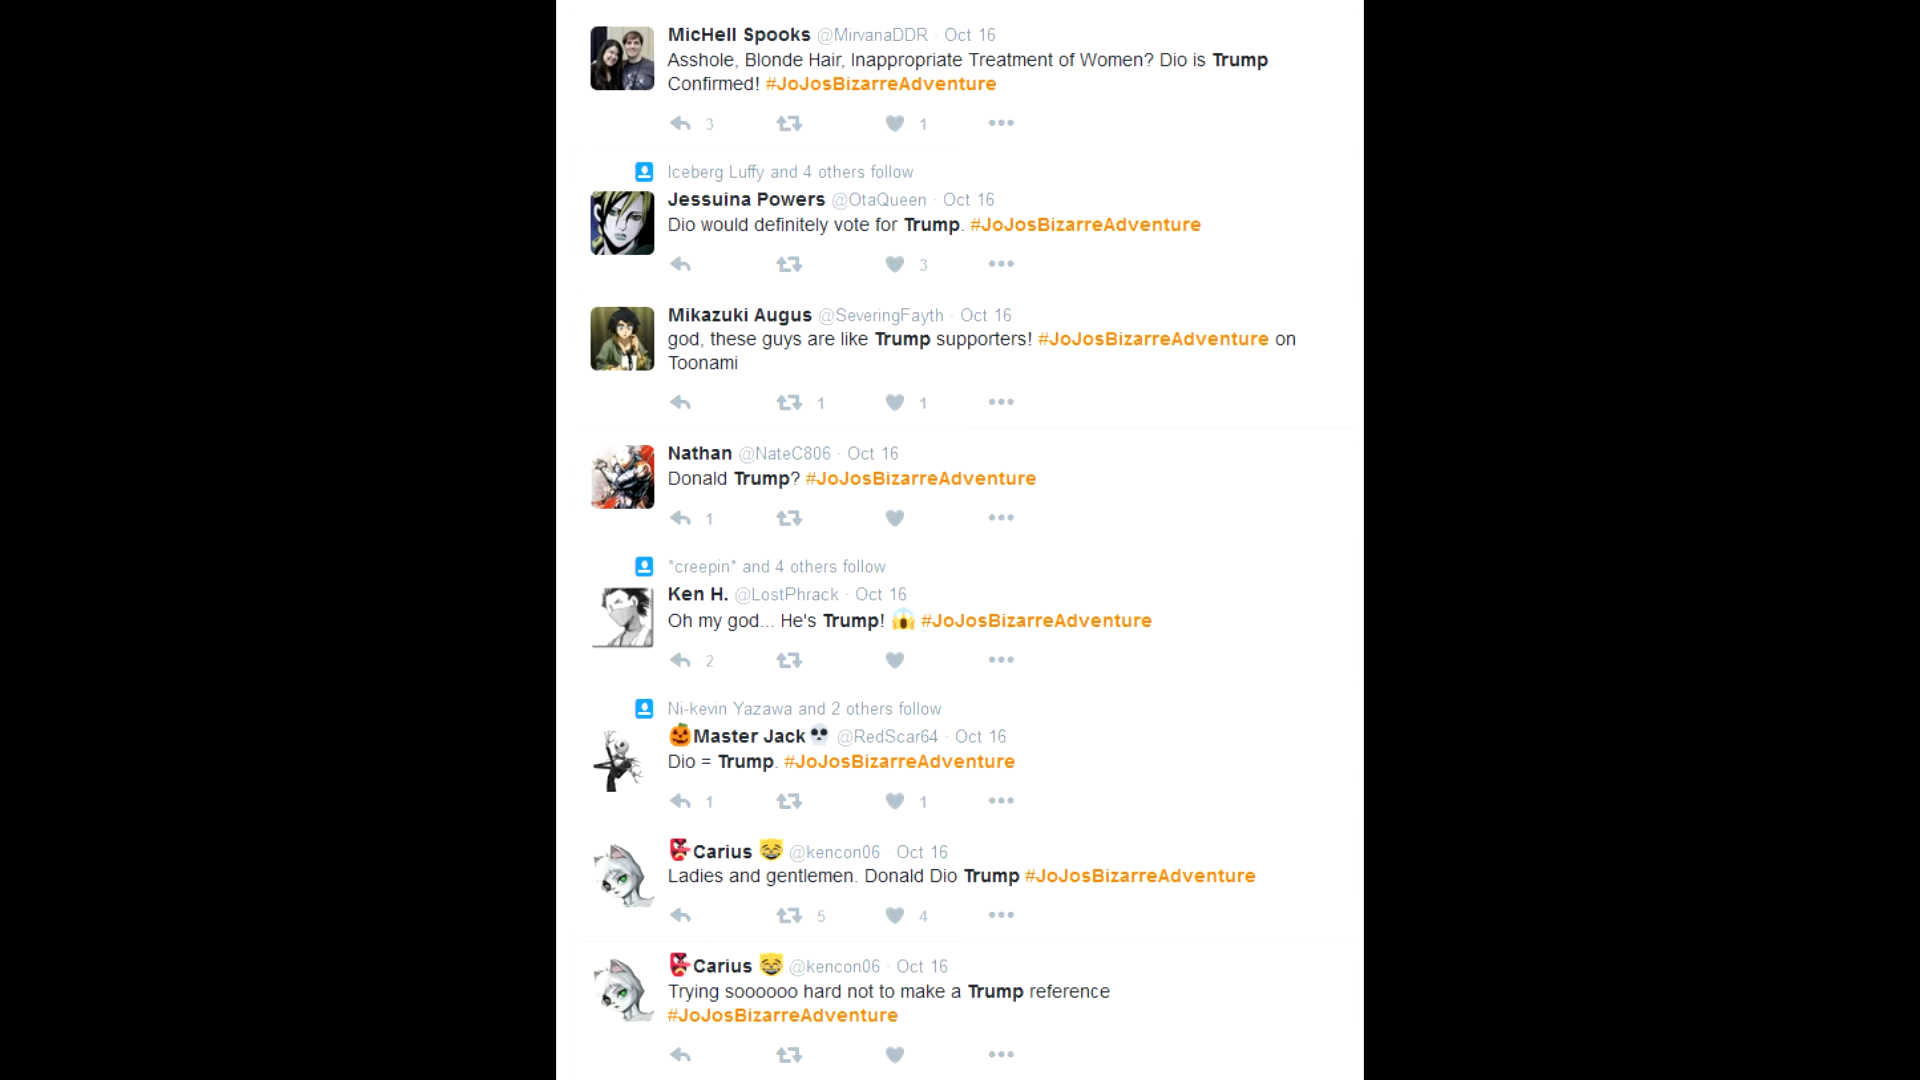 MicHell Spooks @MirvanaDDR · Oct 16
Asshole, Blonde Hair, Inappropriate Treatment of Women? Dio is Trump
Confirmed! #JoJosBizarreAdventure
3 1
Iceberg Luffy and 4 others follow
Jessuina Powers @OtaQueen · Oct 16
Dio would definitely vote for Trump. #JoJosBizarreAdventure
3
Mikazuki Augus @SeveringFayth · Oct 16
god, these guys are like Trump supporters! #JoJosBizarreAdventure on
Toonami
1 1
Nathan @NateC806 · Oct 16
Donald Trump? #JoJosBizarreAdventure
1
*creepin* and 4 others follow
Ken H. @LostPhrack · Oct 16
Oh my god... He's Trump! 😱 #JoJosBizarreAdventure
2
Ni-kevin Yazawa and 2 others follow
🎃Master Jack💀 @RedScar64 · Oct 16
Dio = Trump. #JoJosBizarreAdventure
1 1
👺Carius 😸 @kencon06 · Oct 16
Ladies and gentlemen. Donald Dio Trump #JoJosBizarreAdventure
5 4
👺Carius 😸 @kencon06 · Oct 16
Trying soooooo hard not to make a Trump reference
#JoJosBizarreAdventure